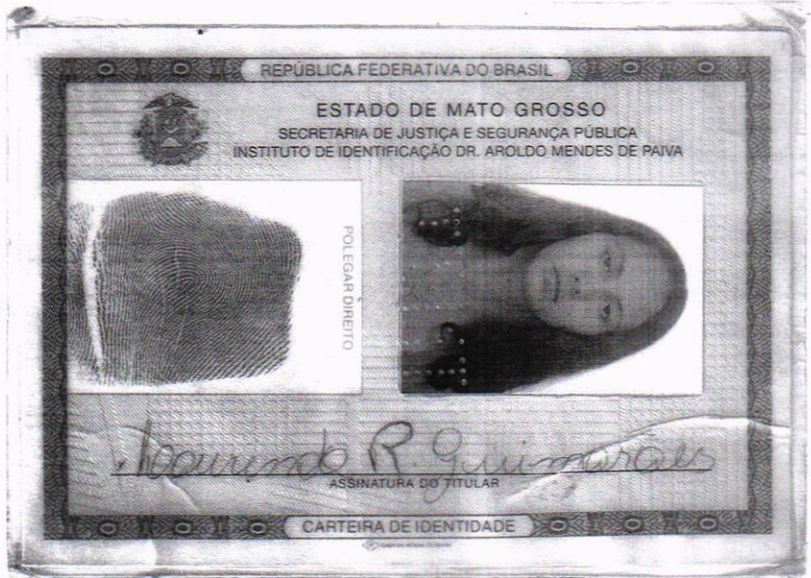 REPÚBLICA FEDERATIVA DO BRASIL
ESTADO DE MATO GROSSO
SECRETARIA DE JUSTIÇA E SEGURANÇA PÚBLICA
INSTITUTO DE IDENTIFICAÇÃO DR. AROLDO MENDES DE PAIVA
POLEGAR DIREITO
R. Guimarães
ASSINATURA DO TITULAR
CARTEIRA DE IDENTIDADE